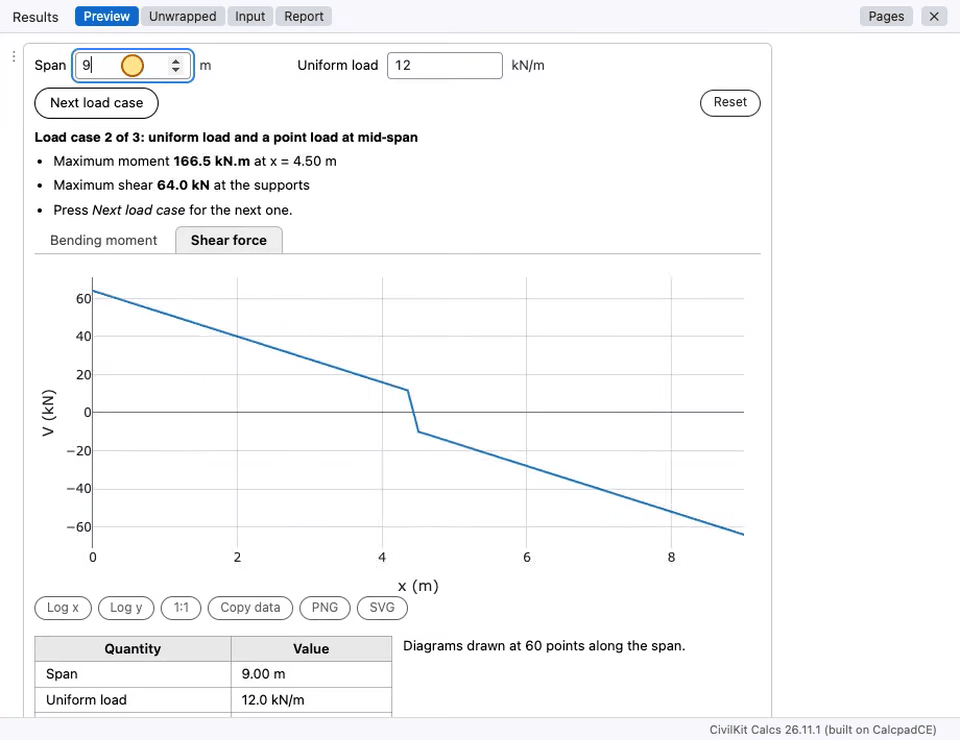 Results Preview Unwrapped Input Report Pages ✕
Span 9 m Uniform load 12 kN/m
Next load case Reset
Load case 2 of 3: uniform load and a point load at mid-span
• Maximum moment 166.5 kN.m at x = 4.50 m
• Maximum shear 64.0 kN at the supports
• Press Next load case for the next one.
Bending moment Shear force
60
40
20
0
−20
−40
−60
V (kN)
0 2 4 6 8
x (m)
Log x Log y 1:1 Copy data PNG SVG
Quantity Value
Diagrams drawn at 60 points along the span.
Span 9.00 m
Uniform load 12.0 kN/m
CivilKit Calcs 26.11.1 (built on CalcpadCE)